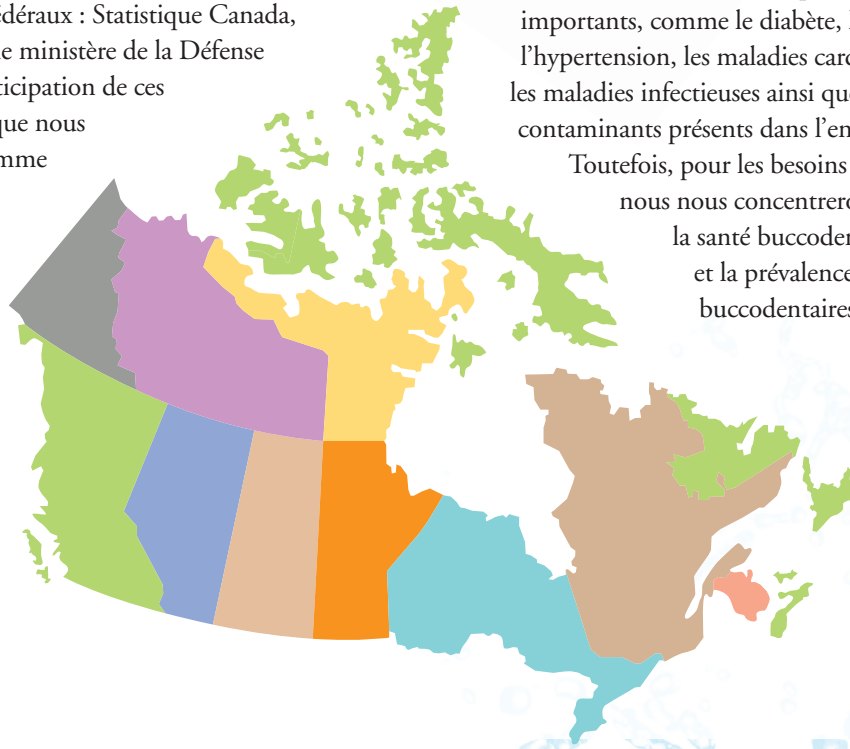 édéraux : Statistique Canada,
e ministère de la Défense
ticipation de ces
que nous
mme
importants, comme le diabète,
l’hypertension, les maladies card
les maladies infectieuses ainsi que
contaminants présents dans l’en
Toutefois, pour les besoins
nous nous concentrero
la santé buccoden
et la prévalence
buccodentaires